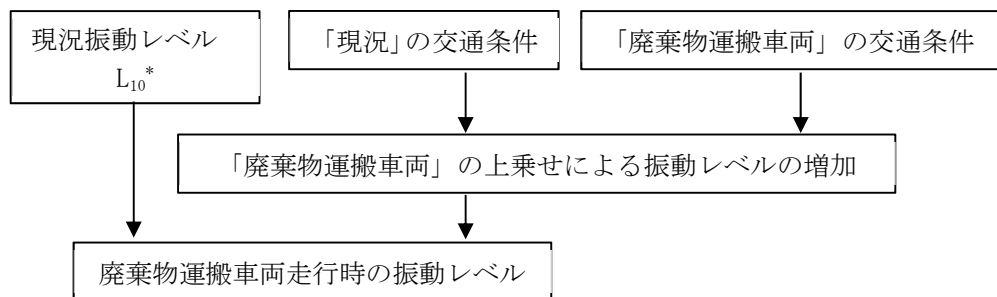 現況振動レベル
L₁₀*
「現況」の交通条件
「廃棄物運搬車両」の交通条件
「廃棄物運搬車両」の上乗せによる振動レベルの増加
廃棄物運搬車両走行時の振動レベル